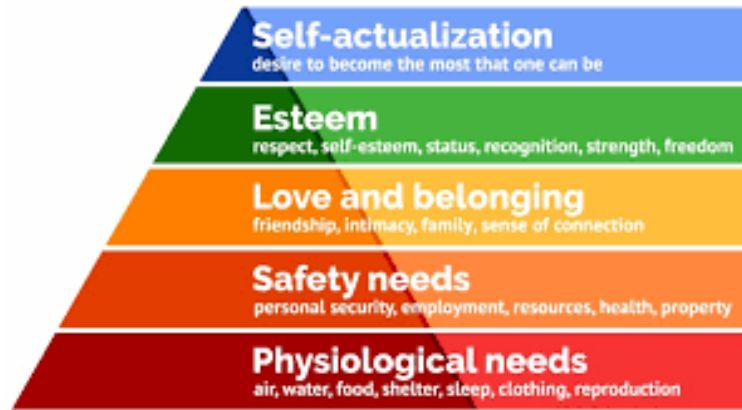 Self-actualization
desire to become the most that one can be
Esteem
respect, self-esteem, status, recognition, strength, freedom
Love and belonging
friendship, intimacy, family, sense of connection
Safety needs
personal security, employment, resources, health, property
Physiological needs
air, water, food, shelter, sleep, clothing, reproduction